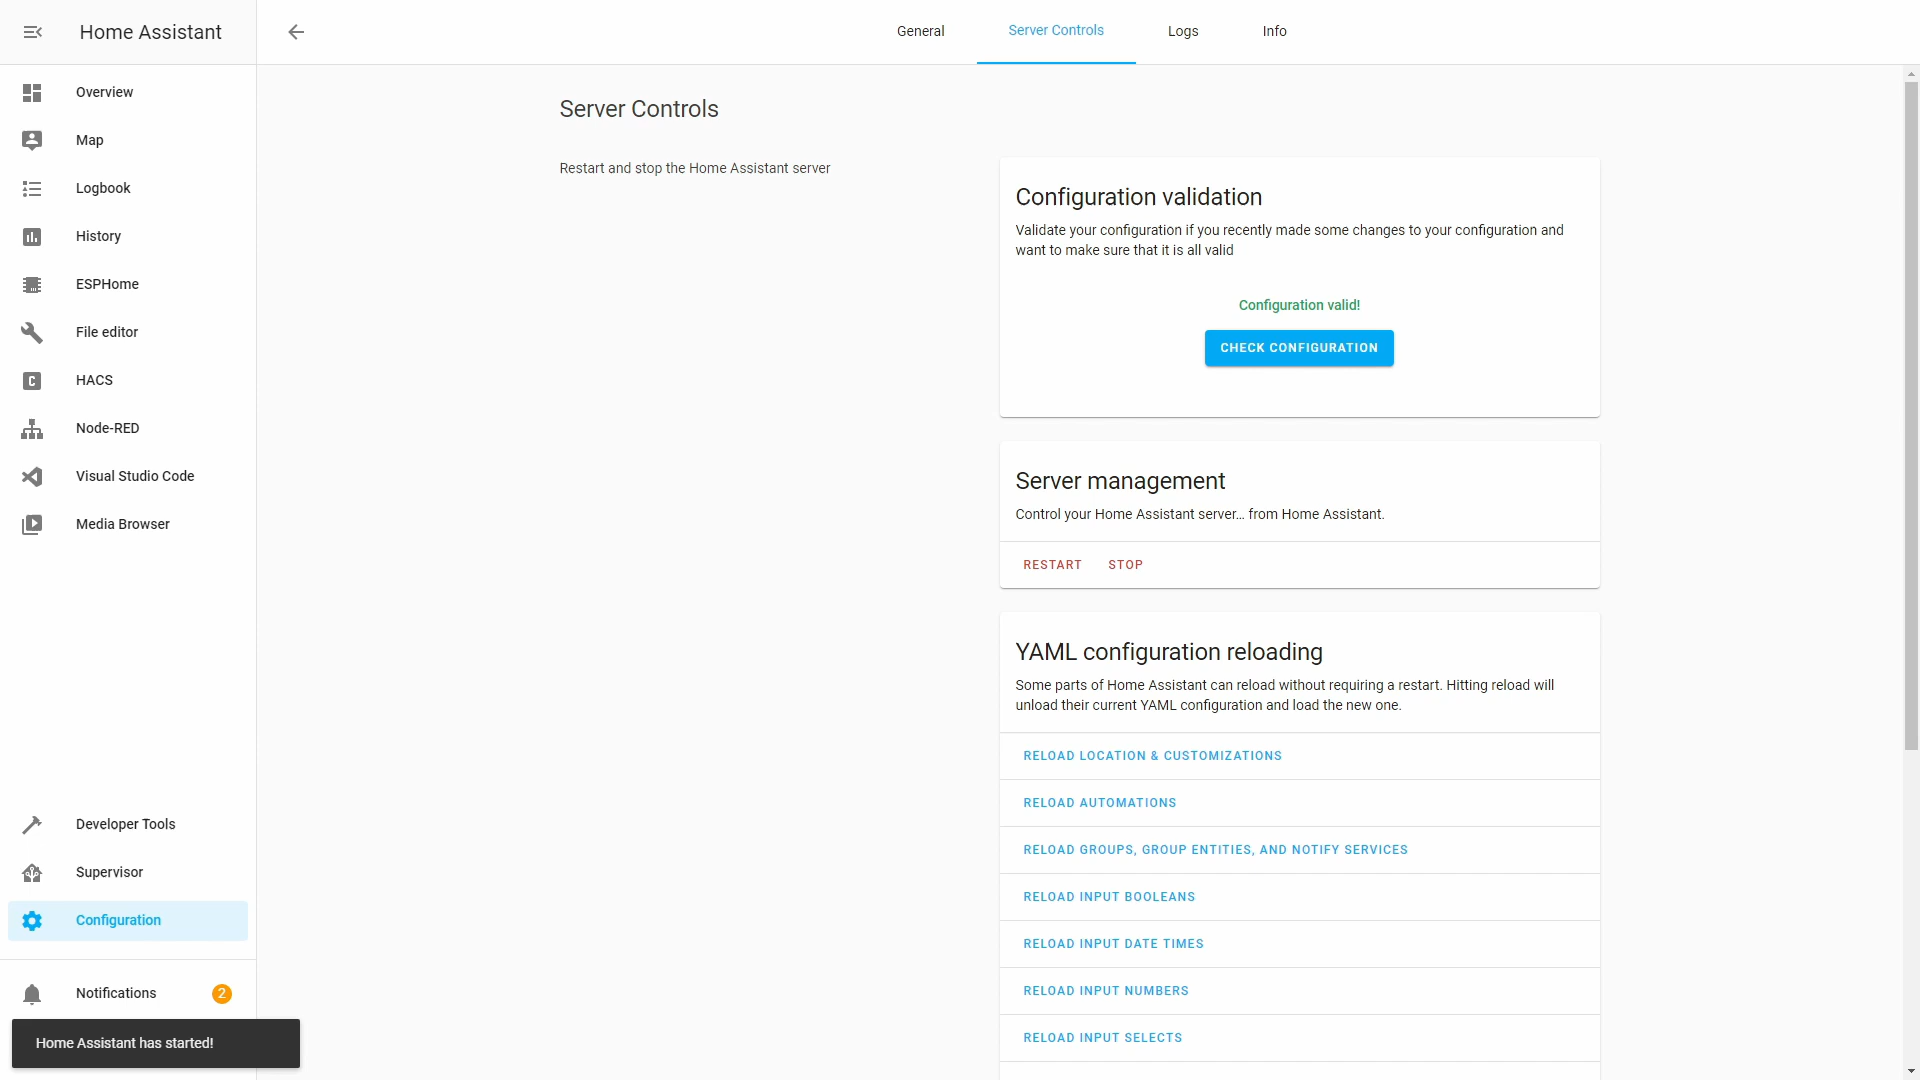 Home Assistant
General
Server Controls
Logs
Info
Overview
Map
Logbook
History
ESPHome
File editor
HACS
Node-RED
Visual Studio Code
Media Browser
Developer Tools
Supervisor
Configuration
Notifications
2
Home Assistant has started!
Server Controls
Restart and stop the Home Assistant server
Configuration validation
Validate your configuration if you recently made some changes to your configuration and
want to make sure that it is all valid
Configuration valid!
CHECK CONFIGURATION
Server management
Control your Home Assistant server… from Home Assistant.
RESTART
STOP
YAML configuration reloading
Some parts of Home Assistant can reload without requiring a restart. Hitting reload will
unload their current YAML configuration and load the new one.
RELOAD LOCATION & CUSTOMIZATIONS
RELOAD AUTOMATIONS
RELOAD GROUPS, GROUP ENTITIES, AND NOTIFY SERVICES
RELOAD INPUT BOOLEANS
RELOAD INPUT DATE TIMES
RELOAD INPUT NUMBERS
RELOAD INPUT SELECTS